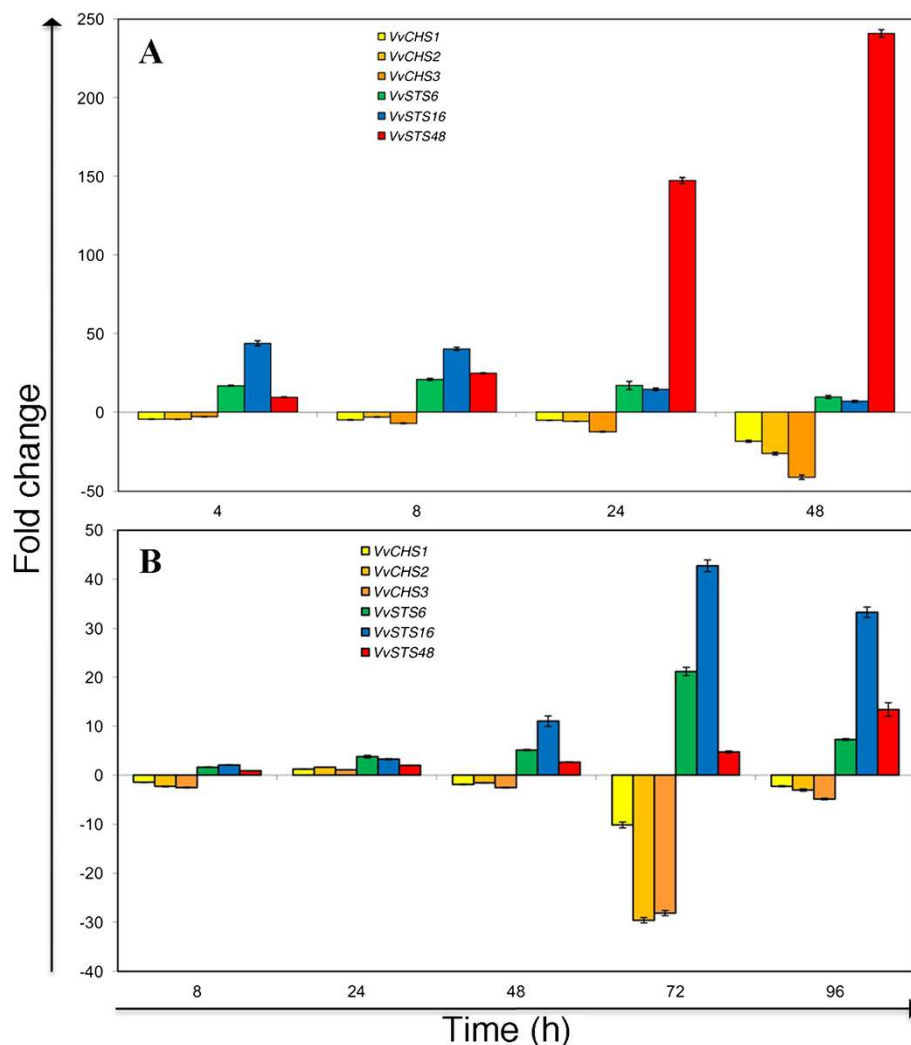 Fold change
A
VvCHS1
VvCHS2
VvCHS3
VvSTS6
VvSTS16
VvSTS48
250
200
150
100
50
0
-50
4 8 24 48
B
VvCHS1
VvCHS2
VvCHS3
VvSTS6
VvSTS16
VvSTS48
50
40
30
20
10
0
-10
-20
-30
-40
8 24 48 72 96
Time (h)